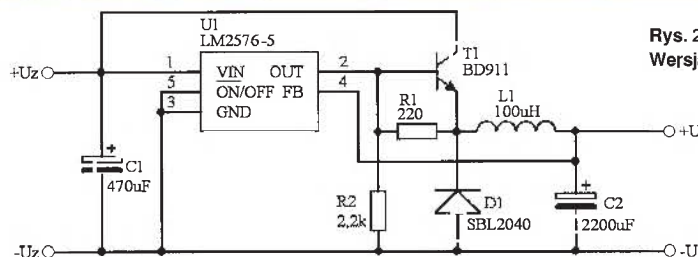 U1
LM2576-5
T1
BD911
Rys. 2
Wersj
+Uz
1
VIN
OUT
2
5
ON/OFF
FB
4
3
GND
R1
220
L1
100uH
+U
C1
470uF
R2
2,2k
D1
SBL2040
C2
2200uF
-Uz
-U
+
+